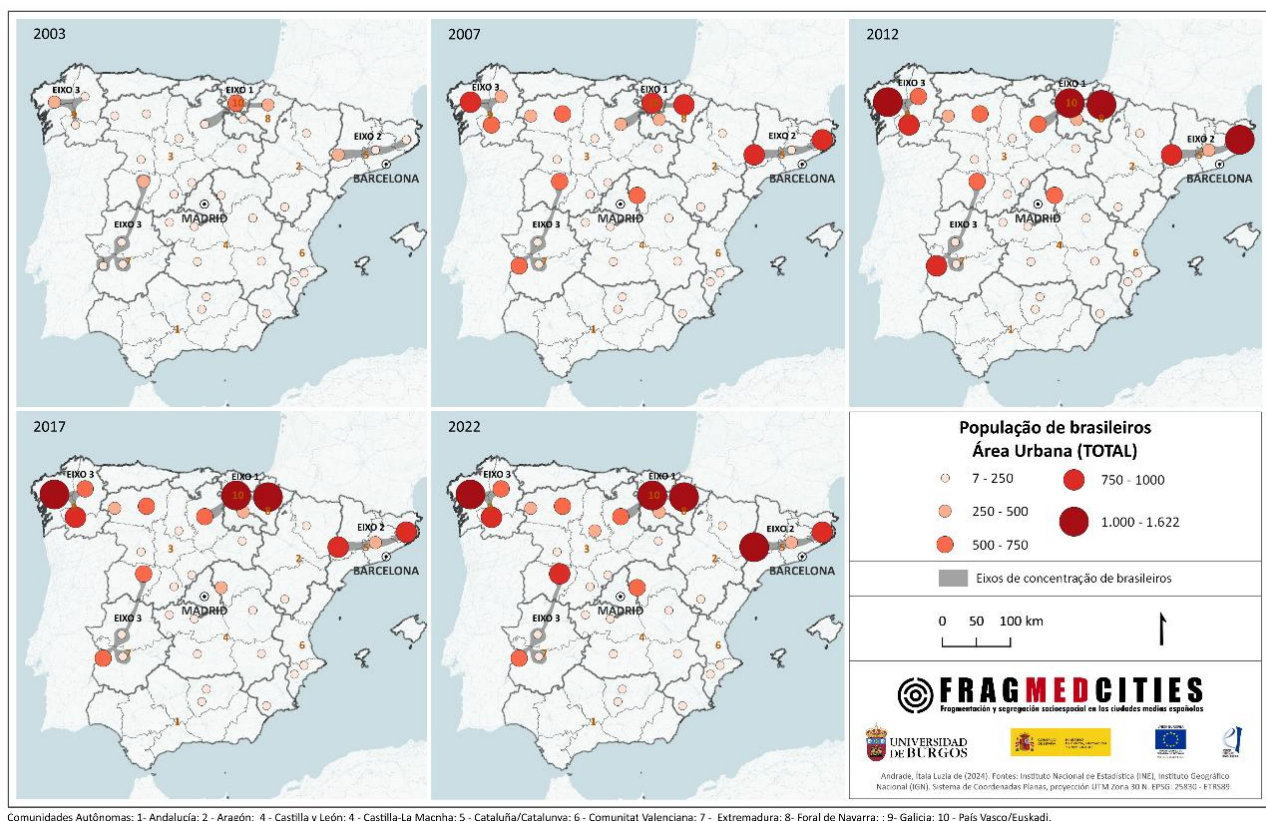 2003
EIXO 3
9
EIXO 1
10
8
EIXO 2
BARCELONA
3
2
MADRID
EIXO 3
4
6
7
1
2007
EIXO 3
9
EIXO 1
8
EIXO 2
BARCELONA
3
2
MADRID
EIXO 3
4
6
7
1
2012
EIXO 3
EIXO 1
10
EIXO 2
BARCELONA
3
2
MADRID
EIXO 3
4
6
7
1
2017
EIXO 3
EIXO 1
10
EIXO 2
BARCELONA
3
2
MADRID
EIXO 3
4
6
7
1
2022
EIXO 3
EIXO 1
10
EIXO 2
BARCELONA
3
2
MADRID
EIXO 3
4
6
7
1
População de brasileiros
Área Urbana (TOTAL)
7 - 250
250 - 500
500 - 750
750 - 1000
1.000 - 1.622
Eixos de concentração de brasileiros
0 50 100 km
FRAGMEDCITIES
Fragmentación y segregación socioespacial en las ciudades medias españolas
UNIVERSIDAD
DE BURGOS
Andrade, Ítala Luzia de (2024). Fontes: Instituto Nacional de Estadística (INE), Instituto Geográfico
Nacional (IGN). Sistema de Coordenadas Planas, proyección UTM Zona 30 N. EPSG: 25830 - ETRS89.
Comunidades Autônomas: 1- Andalucía; 2 - Aragón; 4 - Castilla y León; 4 - Castilla-La Macnha; 5 - Cataluña/Catalunya; 6 - Comunitat Valenciana; 7 - Extremadura; 8- Foral de Navarra; : 9- Galicia; 10 - País Vasco/Euskadi.